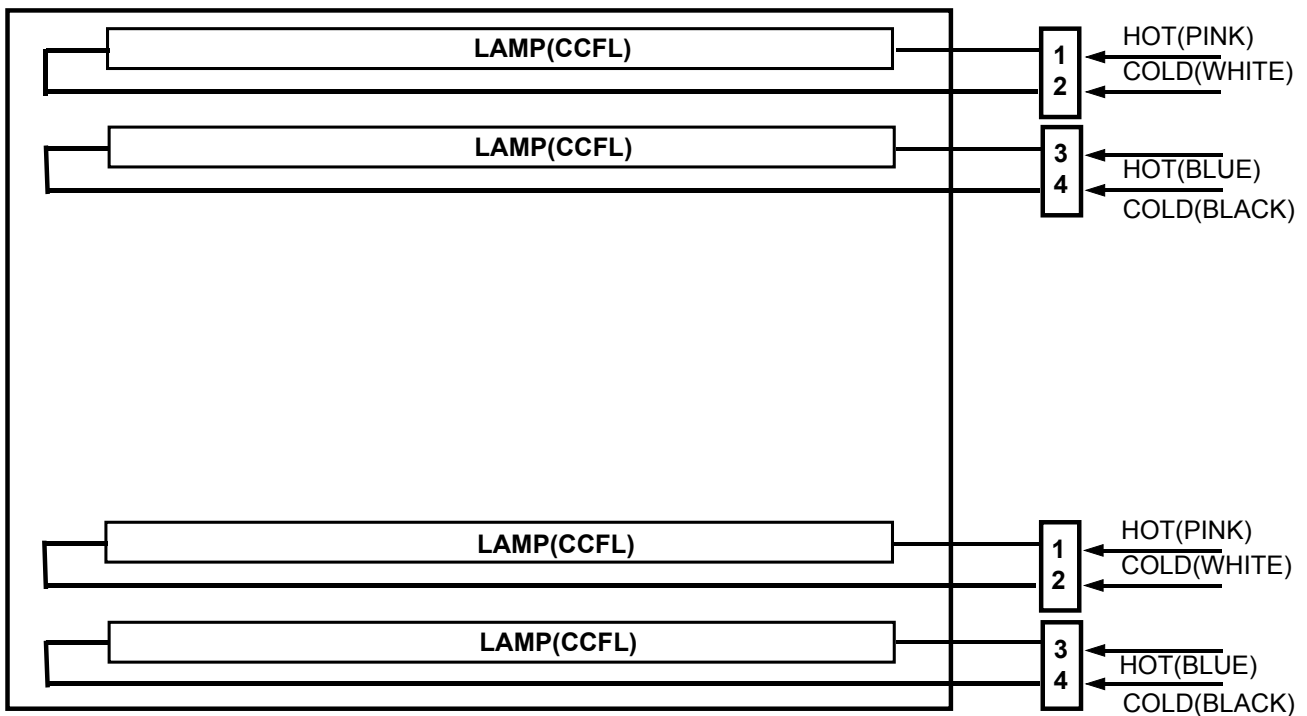 LAMP(CCFL)
1
HOT(PINK)
2
COLD(WHITE)
LAMP(CCFL)
3
HOT(BLUE)
4
COLD(BLACK)
LAMP(CCFL)
1
HOT(PINK)
2
COLD(WHITE)
LAMP(CCFL)
3
HOT(BLUE)
4
COLD(BLACK)